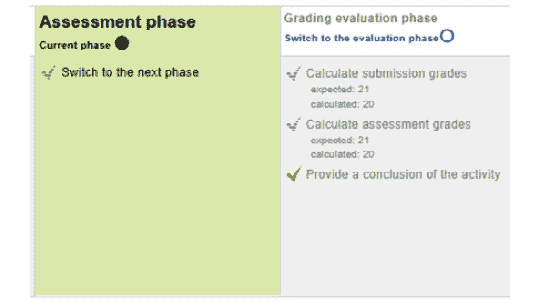 Assessment phase
Current phase
Switch to the next phase
Grading evaluation phase
Switch to the evaluation phase
Calculate submission grades
expected: 21
calculated: 20
Calculate assessment grades
expected: 21
calculated: 20
Provide a conclusion of the activity